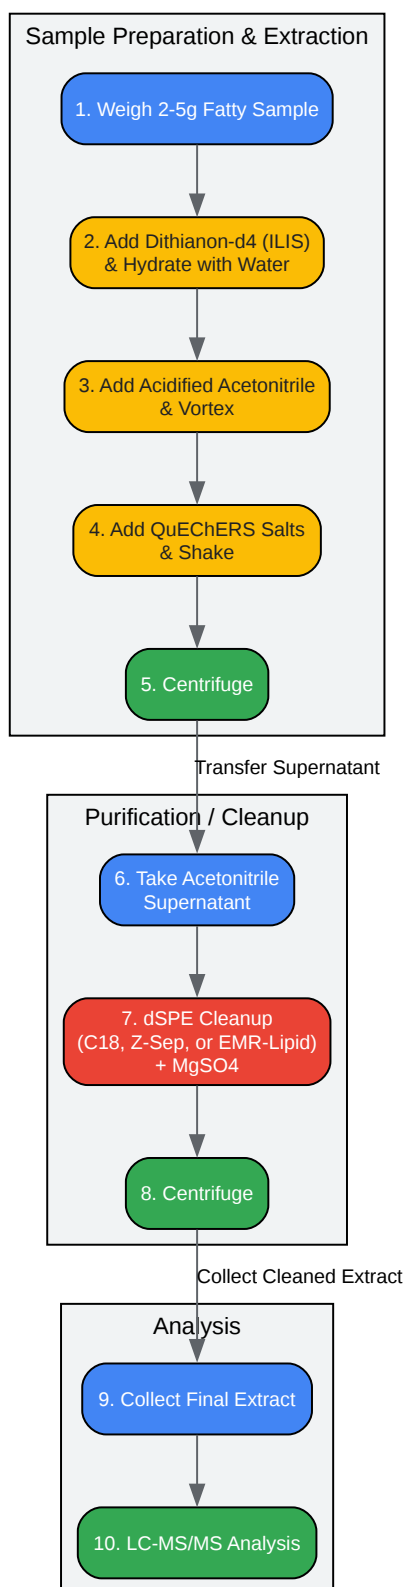 Sample Preparation & Extraction
1. Weigh 2-5g Fatty Sample
2. Add Dithianon-d4 (ILIS)
& Hydrate with Water
3. Add Acidified Acetonitrile
& Vortex
4. Add QuEChERS Salts
& Shake
5. Centrifuge
Transfer Supernatant
Purification / Cleanup
6. Take Acetonitrile
Supernatant
7. dSPE Cleanup
(C18, Z-Sep, or EMR-Lipid)
+ MgSO4
8. Centrifuge
Collect Cleaned Extract
Analysis
9. Collect Final Extract
10. LC-MS/MS Analysis